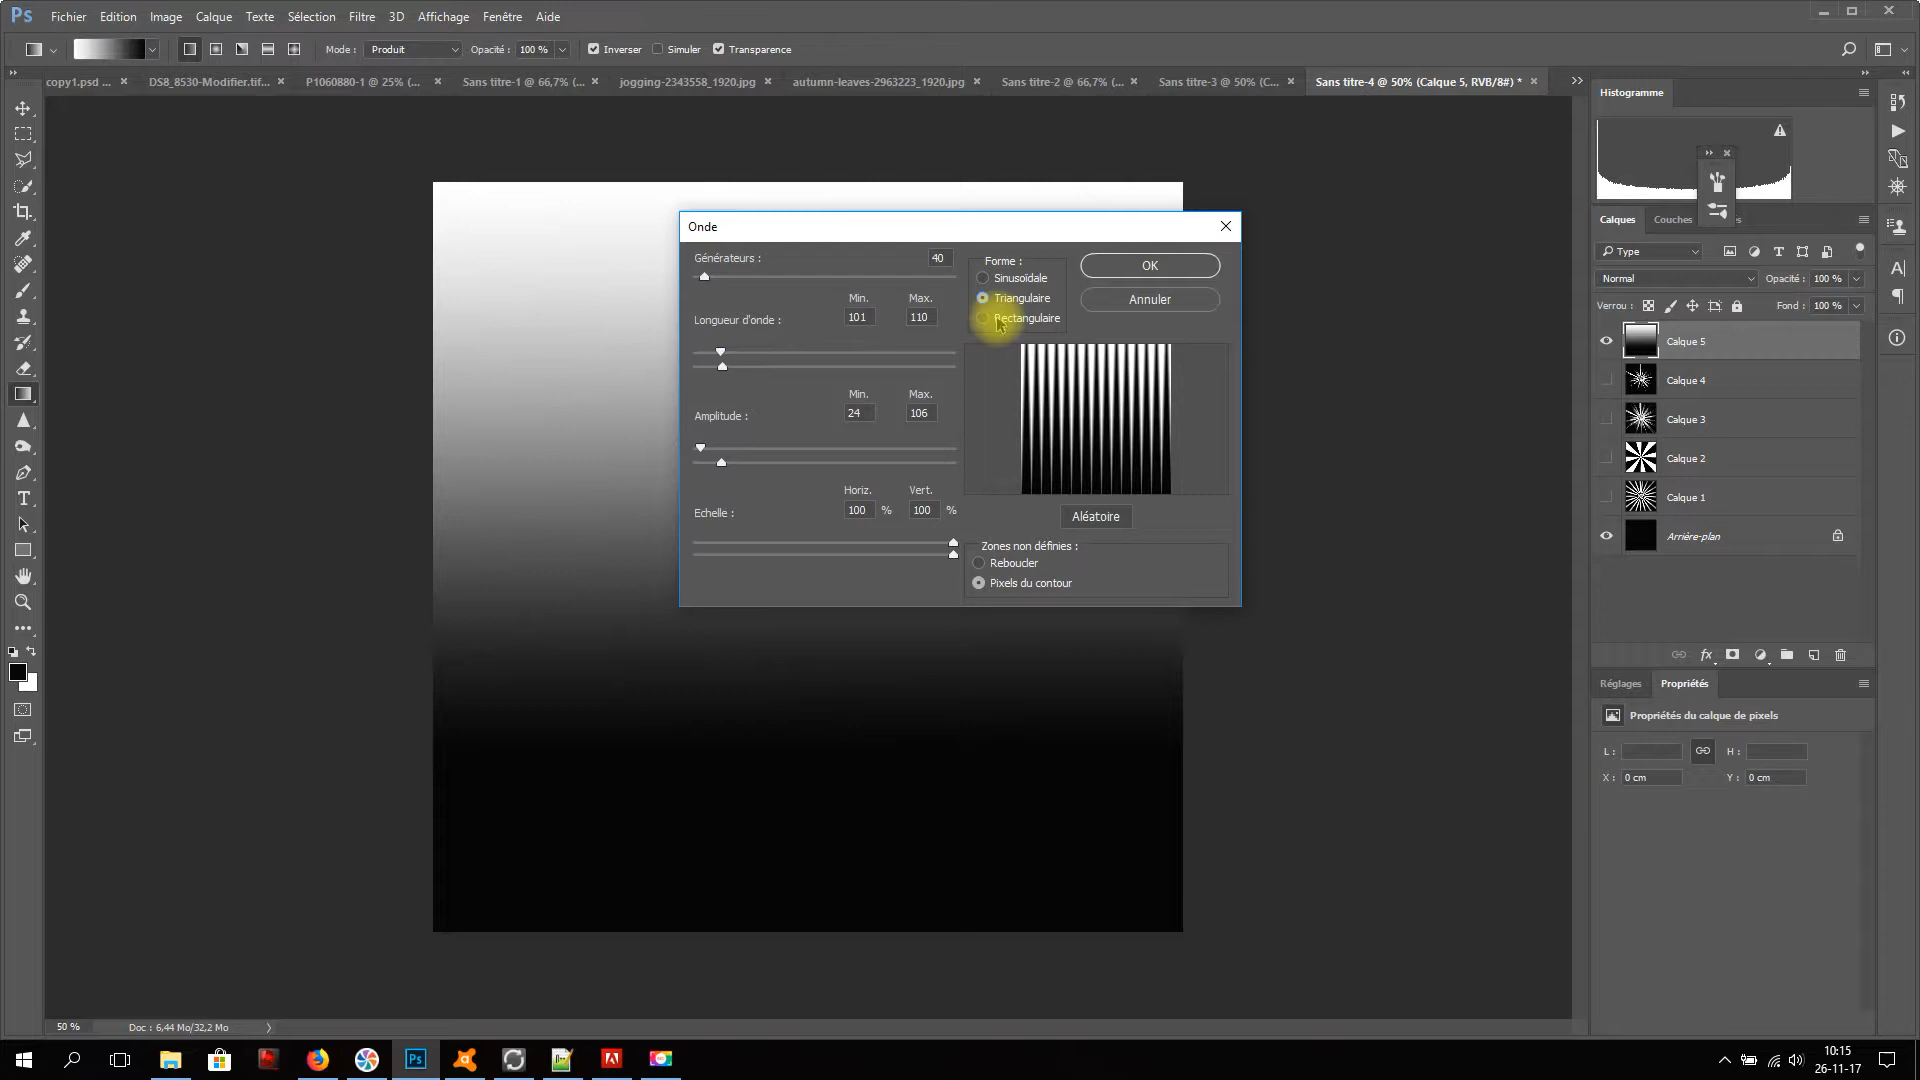 Ps Fichier Edition Image Calque Texte Sélection Filtre 3D Affichage Fenêtre Aide
Mode : Produit Opacité : 100 % Inverser Simuler Transparence
copy1.psd ... × DS8_8530-Modifier.tif... × P1060880-1 @ 25% (... × Sans titre-1 @ 66,7% (... × jogging-2343558_1920.jpg × autumn-leaves-2963223_1920.jpg × Sans titre-2 @ 66,7% (... × Sans titre-3 @ 50% (C... × Sans titre-4 @ 50% (Calque 5, RVB/8#) * ×
Histogramme
Onde
Générateurs : 40
Min. Max.
Longueur d'onde : 101 110
Min. Max.
Amplitude : 24 106
Horiz. Vert.
Echelle : 100 % 100 %
Forme :
Sinusoïdale
Triangulaire
Rectangulaire
OK
Annuler
Aléatoire
Zones non définies :
Reboucler
Pixels du contour
Calques Couches
Type
Normal Opacité : 100 %
Verrou : Fond : 100 %
Calque 5
Calque 4
Calque 3
Calque 2
Calque 1
Arrière-plan
fx
Réglages Propriétés
Propriétés du calque de pixels
L : H :
X : 0 cm Y : 0 cm
50 % Doc : 6,44 Mo/32,2 Mo
Ps
10:15
26-11-17